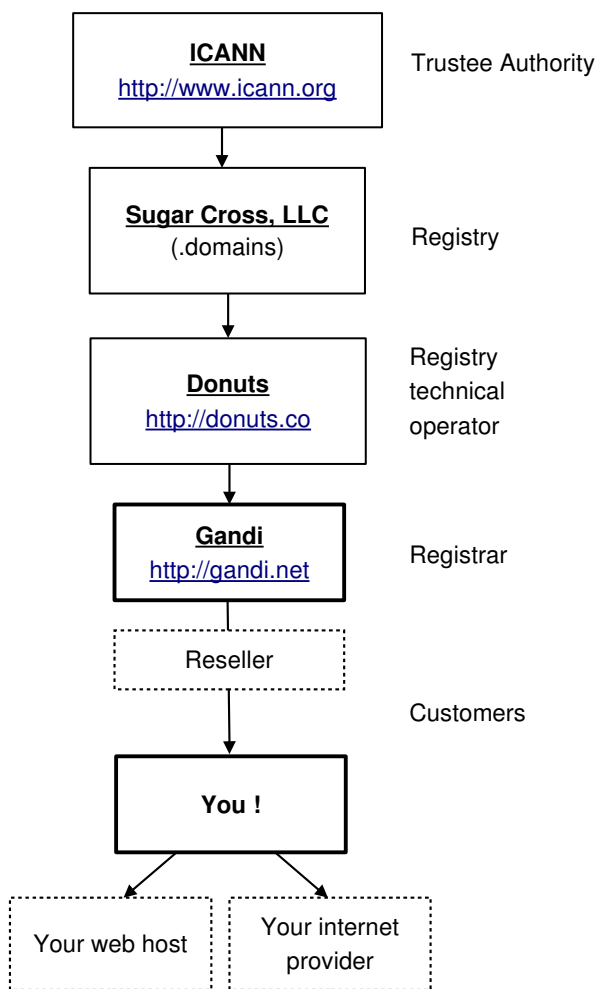 ICANN
http://www.icann.org
Trustee Authority
Sugar Cross, LLC
(.domains)
Registry
Donuts
http://donuts.co
Registry
technical
operator
Gandi
http://gandi.net
Registrar
Reseller
Customers
You !
Your web host
Your internet
provider